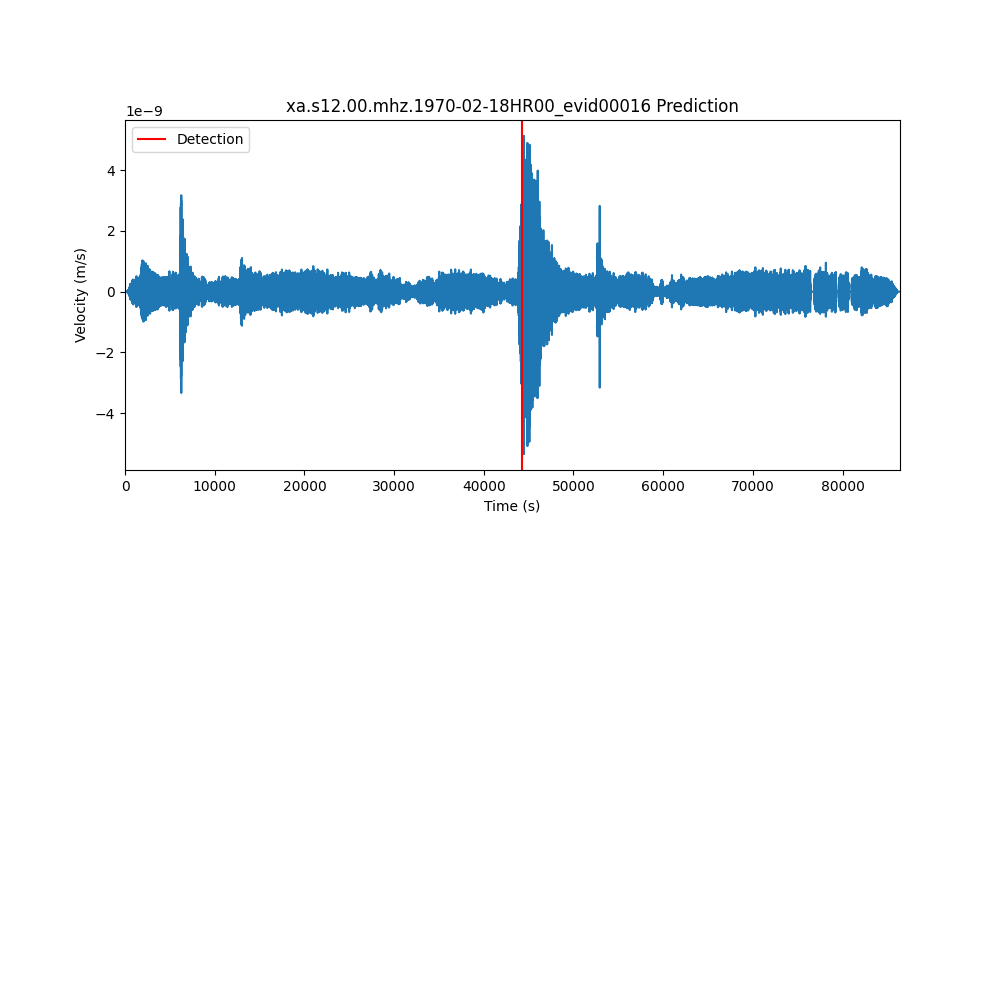 xa.s12.00.mhz.1970-02-18HR00_evid00016 Prediction
1e−9
Detection
4
2
0
−2
−4
Velocity (m/s)
0 10000 20000 30000 40000 50000 60000 70000 80000
Time (s)